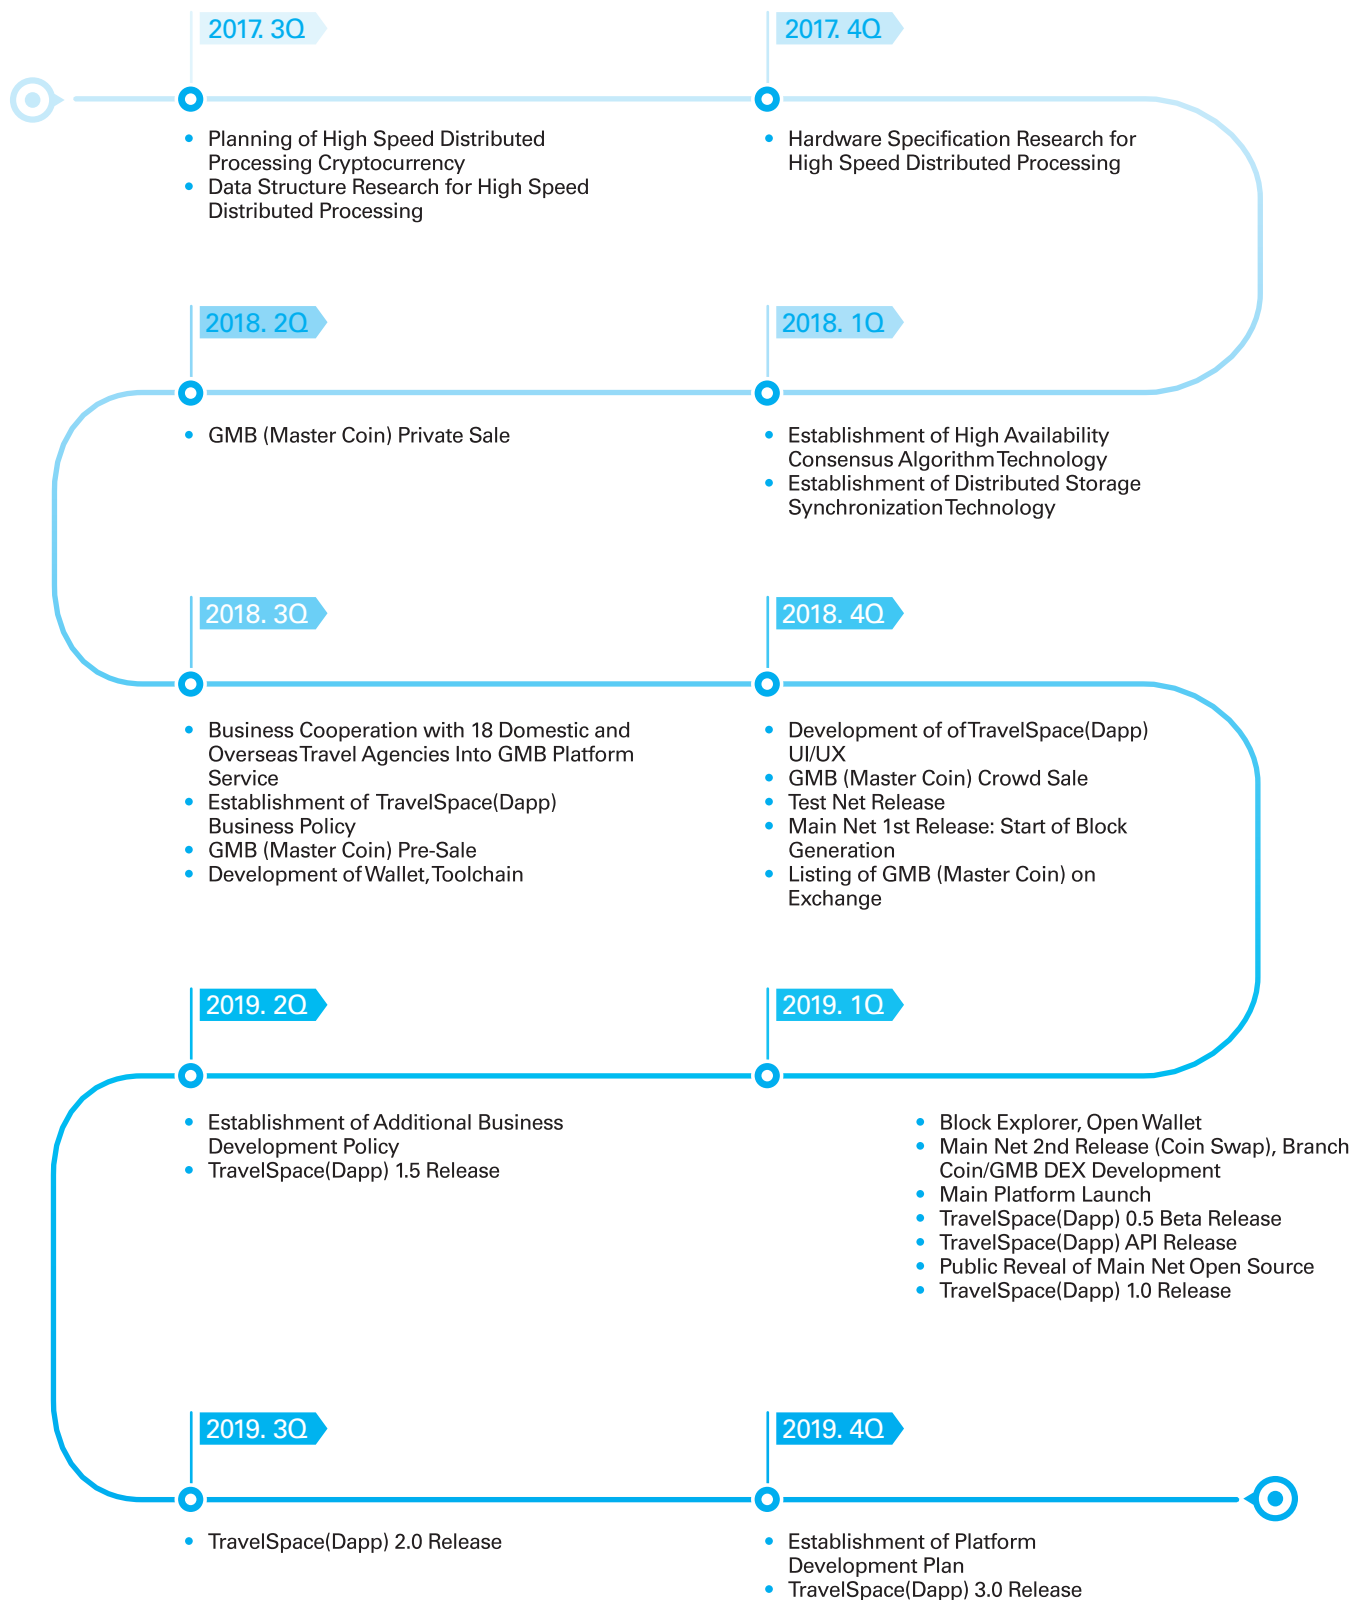 2017. 3Q
Planning of High Speed Distributed
Processing Cryptocurrency
Data Structure Research for High Speed
Distributed Processing
2017. 4Q
Hardware Specification Research for
High Speed Distributed Processing
2018. 1Q
Establishment of High Availability
Consensus Algorithm Technology
Establishment of Distributed Storage
Synchronization Technology
2018. 2Q
GMB (Master Coin) Private Sale
2018. 3Q
Business Cooperation with 18 Domestic and
Overseas Travel Agencies Into GMB Platform
Service
Establishment of TravelSpace(Dapp)
Business Policy
GMB (Master Coin) Pre-Sale
Development of Wallet, Toolchain
2018. 4Q
Development of of TravelSpace(Dapp)
UI/UX
GMB (Master Coin) Crowd Sale
Test Net Release
Main Net 1st Release: Start of Block
Generation
Listing of GMB (Master Coin) on
Exchange
2019. 1Q
Block Explorer, Open Wallet
Main Net 2nd Release (Coin Swap), Branch
Coin/GMB DEX Development
Main Platform Launch
TravelSpace(Dapp) 0.5 Beta Release
TravelSpace(Dapp) API Release
Public Reveal of Main Net Open Source
TravelSpace(Dapp) 1.0 Release
2019. 2Q
Establishment of Additional Business
Development Policy
TravelSpace(Dapp) 1.5 Release
2019. 3Q
TravelSpace(Dapp) 2.0 Release
2019. 4Q
Establishment of Platform
Development Plan
TravelSpace(Dapp) 3.0 Release